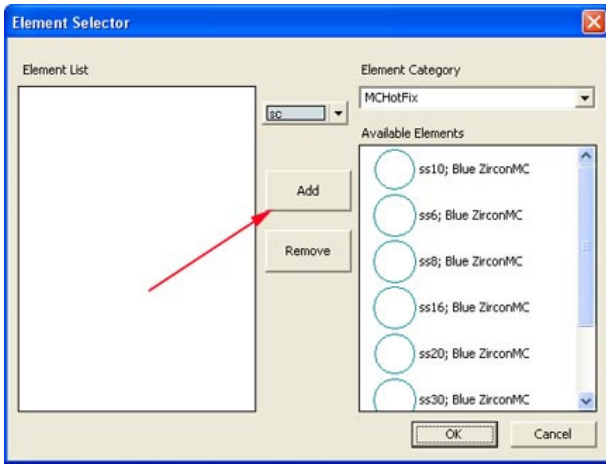 Element Selector
Element List
Element Category
MCHotFix
sc
Available Elements
Add
Remove
ss10; Blue ZirconMC
ss6; Blue ZirconMC
ss8; Blue ZirconMC
ss16; Blue ZirconMC
ss20; Blue ZirconMC
ss30; Blue ZirconMC
OK
Cancel